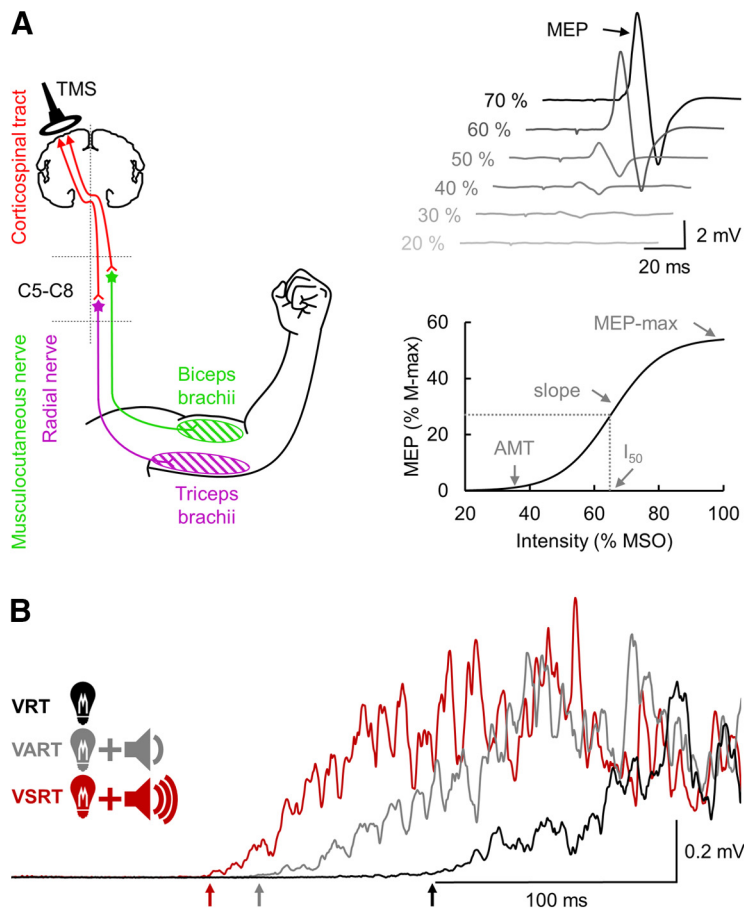 A
TMS
Corticospinal tract
C5-C8
Musculocutaneous nerve
Radial nerve
Biceps
brachii
Triceps
brachii
MEP
70 %
60 %
50 %
40 %
30 %
20 %
2 mV
20 ms
60
40
20
0
MEP (% M-max)
MEP-max
slope
AMT
I50
20 40 60 80 100
Intensity (% MSO)
B
VRT
VART
VSRT
0.2 mV
100 ms